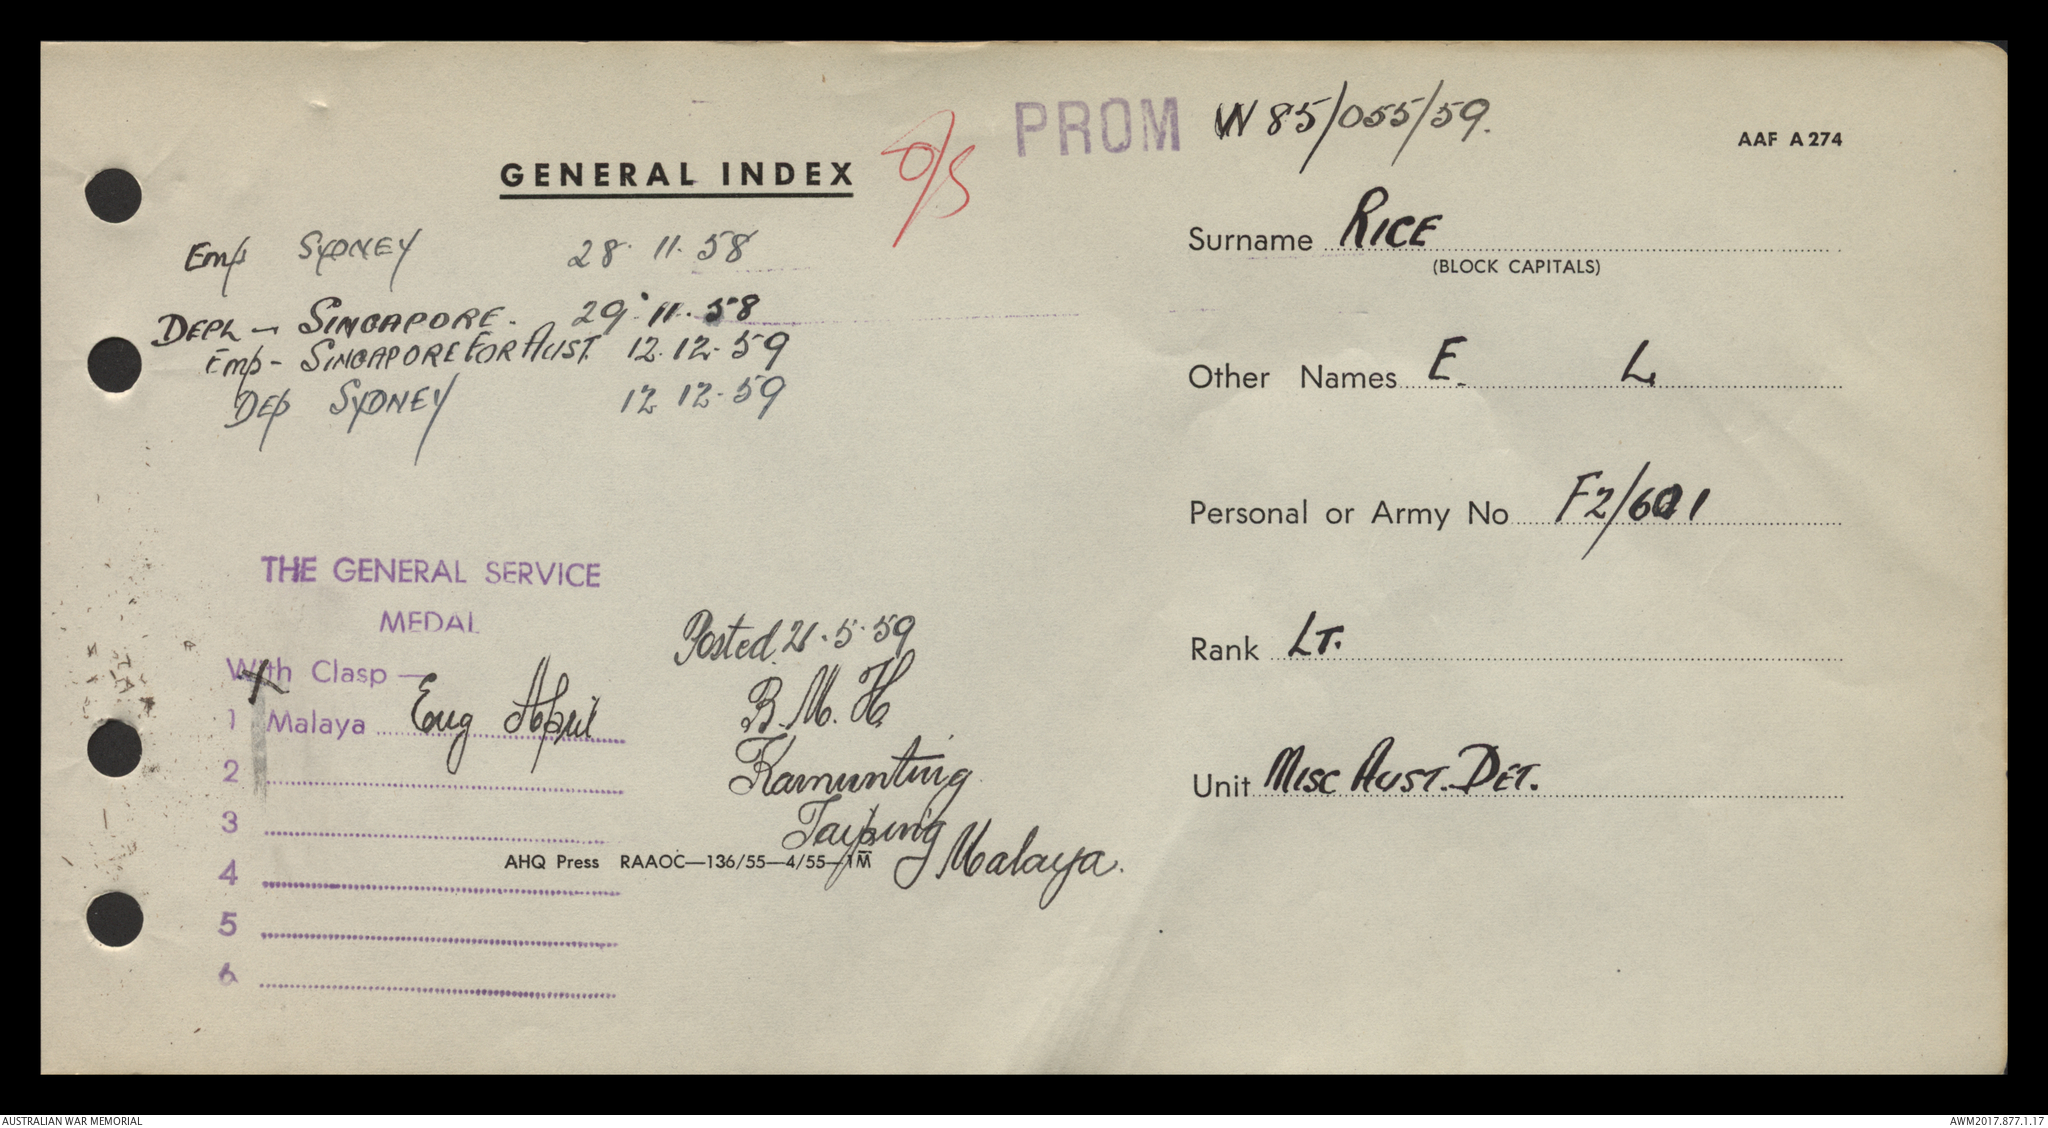 PROM W 85/055/59.
AAF A 274
GENERAL INDEX O/S
Surname RICE
(BLOCK CAPITALS)
Emp SYDNEY 28.11.58
DEPL - SINGAPORE. 29.11.58
Emp - SINGAPORE FOR AUST. 12.12.59
Dep SYDNEY 12.12.59
Other Names E. L.
Personal or Army No F2/601
Rank LT.
Unit MISC AUST. DET.
THE GENERAL SERVICE
MEDAL
With Clasp —
1 Malaya Eng April
2
3
4
5
6
Posted 21.5.59
B.M.H
Kamunting
Taiping
Malaya.
AHQ Press RAAOC—136/55—4/55—1M
AUSTRALIAN WAR MEMORIAL
AWM2017.877.1.17